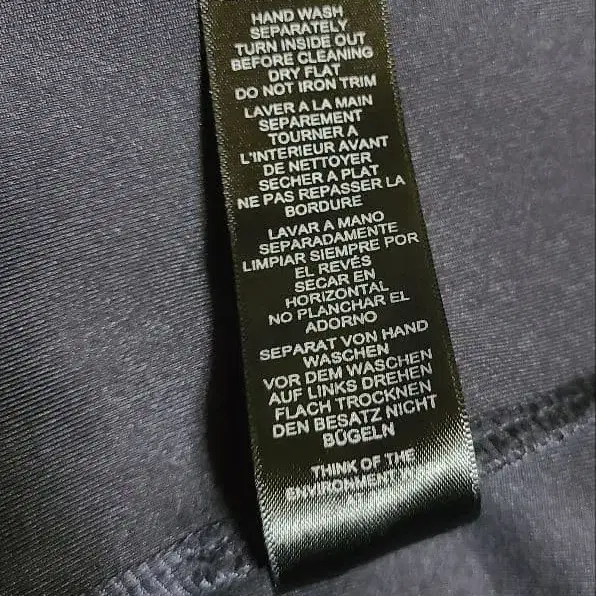 HAND WASH
SEPARATELY
TURN INSIDE OUT
BEFORE CLEANING
DRY FLAT
DO NOT IRON TRIM
LAVER A LA MAIN
SEPAREMENT
TOURNER A
L'INTERIEUR AVANT
DE NETTOYER
SECHER A PLAT
NE PAS REPASSER LA
BORDURE
LAVAR A MANO
SEPARADAMENTE
LIMPIAR SIEMPRE POR
EL REVÉS
SECAR EN
HORIZONTAL
NO PLANCHAR EL
ADORNO
SEPARAT VON HAND
WASCHEN
VOR DEM WASCHEN
AUF LINKS DREHEN
FLACH TROCKNEN
DEN BESATZ NICHT
BÜGELN
THINK OF THE
ENVIRONMENT